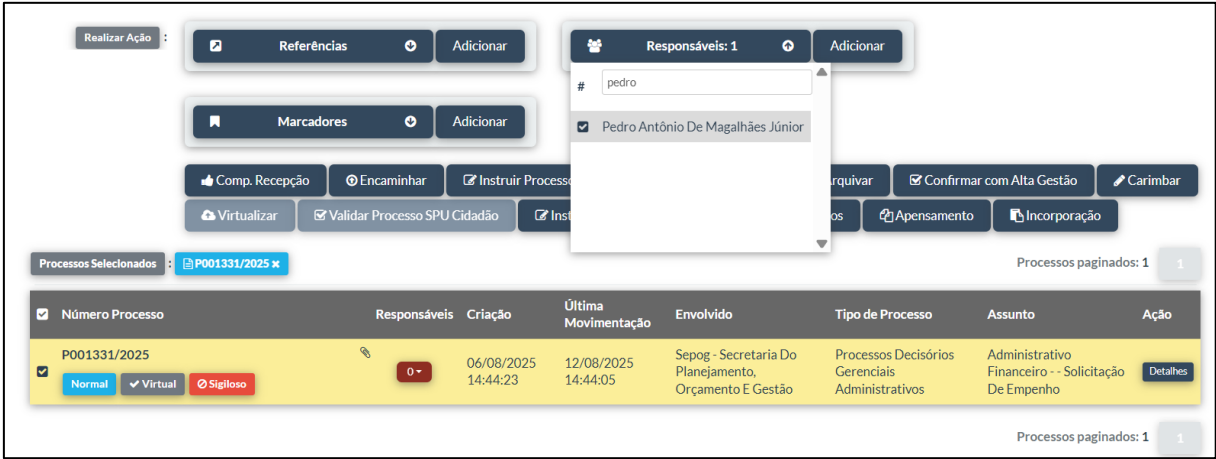 Realizar Ação :
Referências Adicionar
Responsáveis: 1 Adicionar
# pedro
Pedro Antônio De Magalhães Júnior
Marcadores Adicionar
Comp. Recepção Encaminhar Instruir Processo Confirmar com Alta Gestão Carimbar
Virtualizar Validar Processo SPU Cidadão Apensamento Incorporação
Processos Selecionados : P001331/2025 ×
Processos paginados: 1 1
Número Processo Responsáveis Criação Última Movimentação Envolvido Tipo de Processo Assunto Ação
P001331/2025
Normal Virtual Sigiloso
0
06/08/2025
14:44:23
12/08/2025
14:44:05
Sepog - Secretaria Do
Planejamento,
Orçamento E Gestão
Processos Decisórios
Gerenciais
Administrativos
Administrativo
Financeiro - - Solicitação
De Empenho
Detalhes
Processos paginados: 1 1